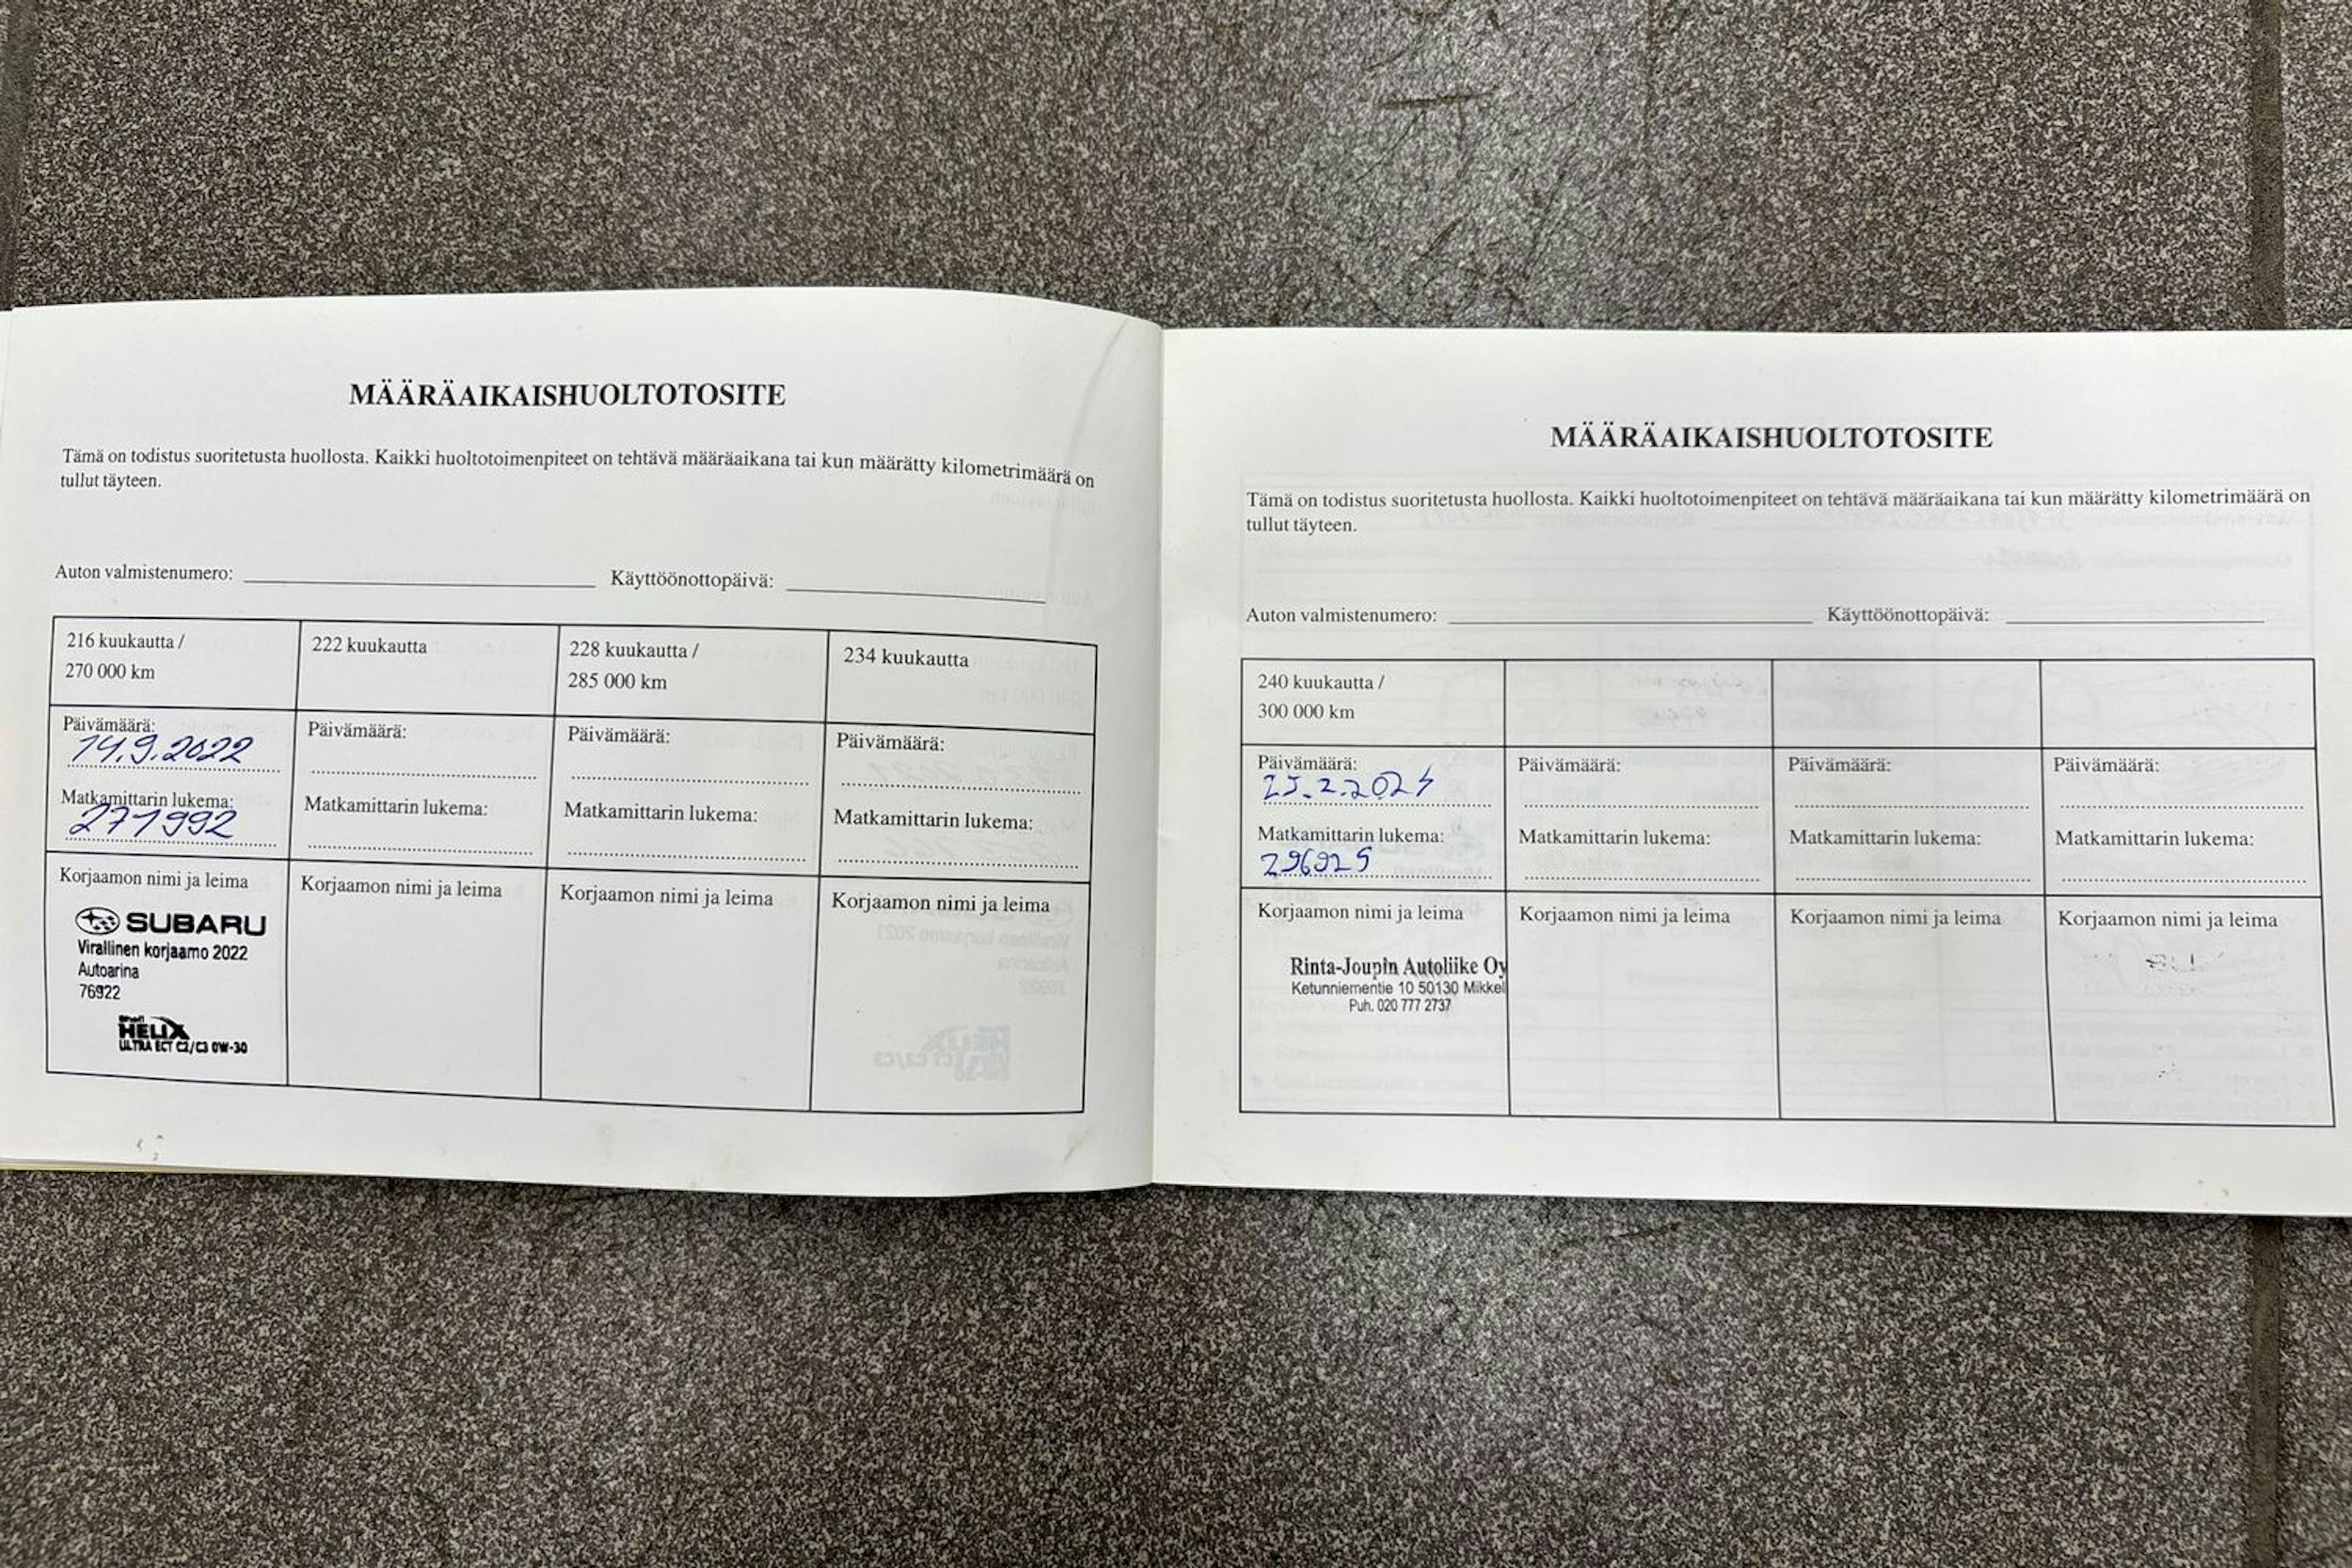 MÄÄRÄAIKAISHUOLTOTOSITE
Tämä on todistus suoritetusta huollosta. Kaikki huoltotoimenpiteet on tehtävä määräaikana tai kun määrätty kilometrimäärä on
tullut täyteen.
Auton valmistenumero: Käyttöönottopäivä:
216 kuukautta /
270 000 km
Päivämäärä:
14.9.2022
Matkamittarin lukema:
271992
Korjaamon nimi ja leima
SUBARU
Virallinen korjaamo 2022
Autoarina
76922
Shell
HELIX
ULTRA ECT C2/C3 0W-30
222 kuukautta
Päivämäärä:
Matkamittarin lukema:
Korjaamon nimi ja leima
228 kuukautta /
285 000 km
Päivämäärä:
Matkamittarin lukema:
Korjaamon nimi ja leima
234 kuukautta
Päivämäärä:
Matkamittarin lukema:
Korjaamon nimi ja leima
MÄÄRÄAIKAISHUOLTOTOSITE
Tämä on todistus suoritetusta huollosta. Kaikki huoltotoimenpiteet on tehtävä määräaikana tai kun määrätty kilometrimäärä on
tullut täyteen.
Auton valmistenumero: Käyttöönottopäivä:
240 kuukautta /
300 000 km
Päivämäärä:
Matkamittarin lukema:
Korjaamon nimi ja leima
Rinta-Joupin Autoliike Oy
Ketunniementie 10 50130 Mikkel
Puh. 020 777 2737
Päivämäärä:
Matkamittarin lukema:
Korjaamon nimi ja leima
Päivämäärä:
Matkamittarin lukema:
Korjaamon nimi ja leima
Päivämäärä:
Matkamittarin lukema:
Korjaamon nimi ja leima